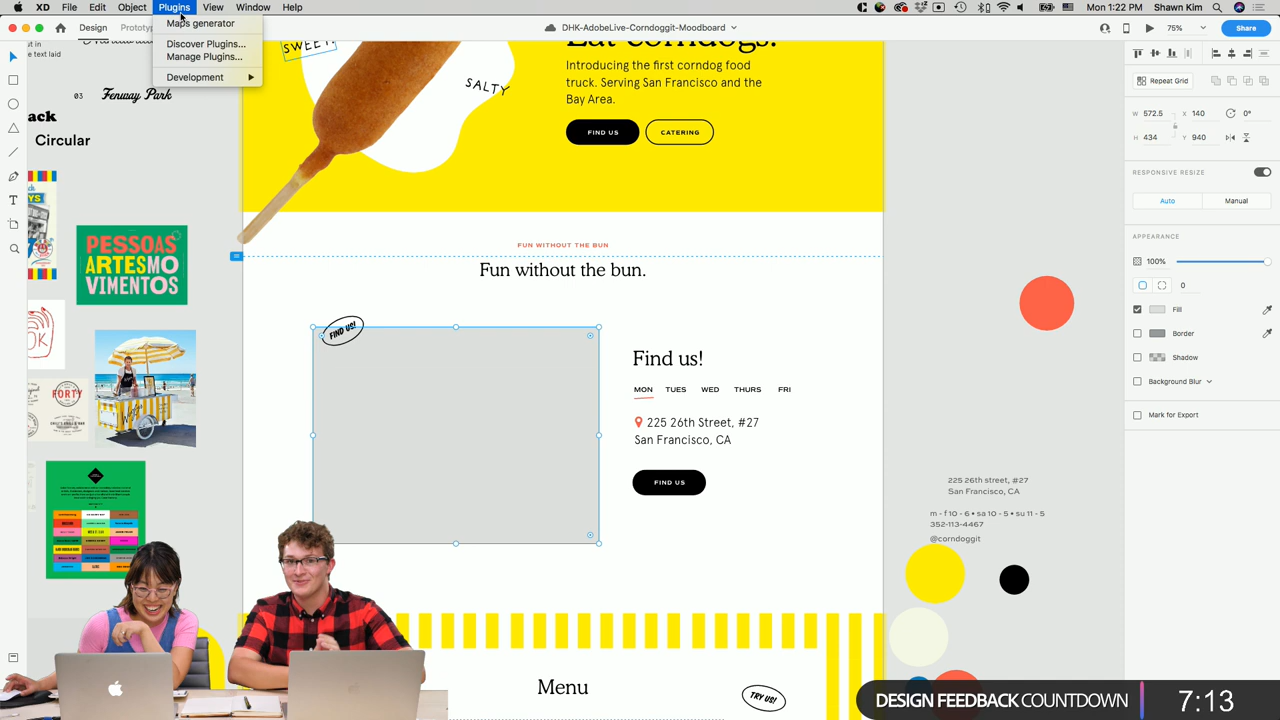 XD File Edit Object Plugins View Window Help
Mon 1:22 PM Shawn Kim
Maps generator
Discover Plugins...
Manage Plugins...
Development
Design
DHK-AdobeLive-Corndoggit-Moodboard
75%
Share
out in
te text laid
03 Fenway Park
ack
Circular
YS
PESSOAS
ARTESMO
VIMENTOS
OK
FORTY
SWEET!
SALTY
Eat corndogs.
Introducing the first corndog food
truck. Serving San Francisco and the
Bay Area.
FIND US
CATERING
FUN WITHOUT THE BUN
Fun without the bun.
FIND US!
Find us!
MON TUES WED THURS FRI
225 26th Street, #27
San Francisco, CA
FIND US
Menu
TRY US!
225 26th street, #27
San Francisco, CA
m - f 10 - 6 • sa 10 - 5 • su 11 - 5
352-113-4467
@corndoggit
Repeat Grid
W 572.5 X 140 0°
H 434 Y 940
RESPONSIVE RESIZE
Auto Manual
APPEARANCE
100%
0
Fill
Border
Shadow
Background Blur
Mark for Export
DESIGN FEEDBACK COUNTDOWN 7:13